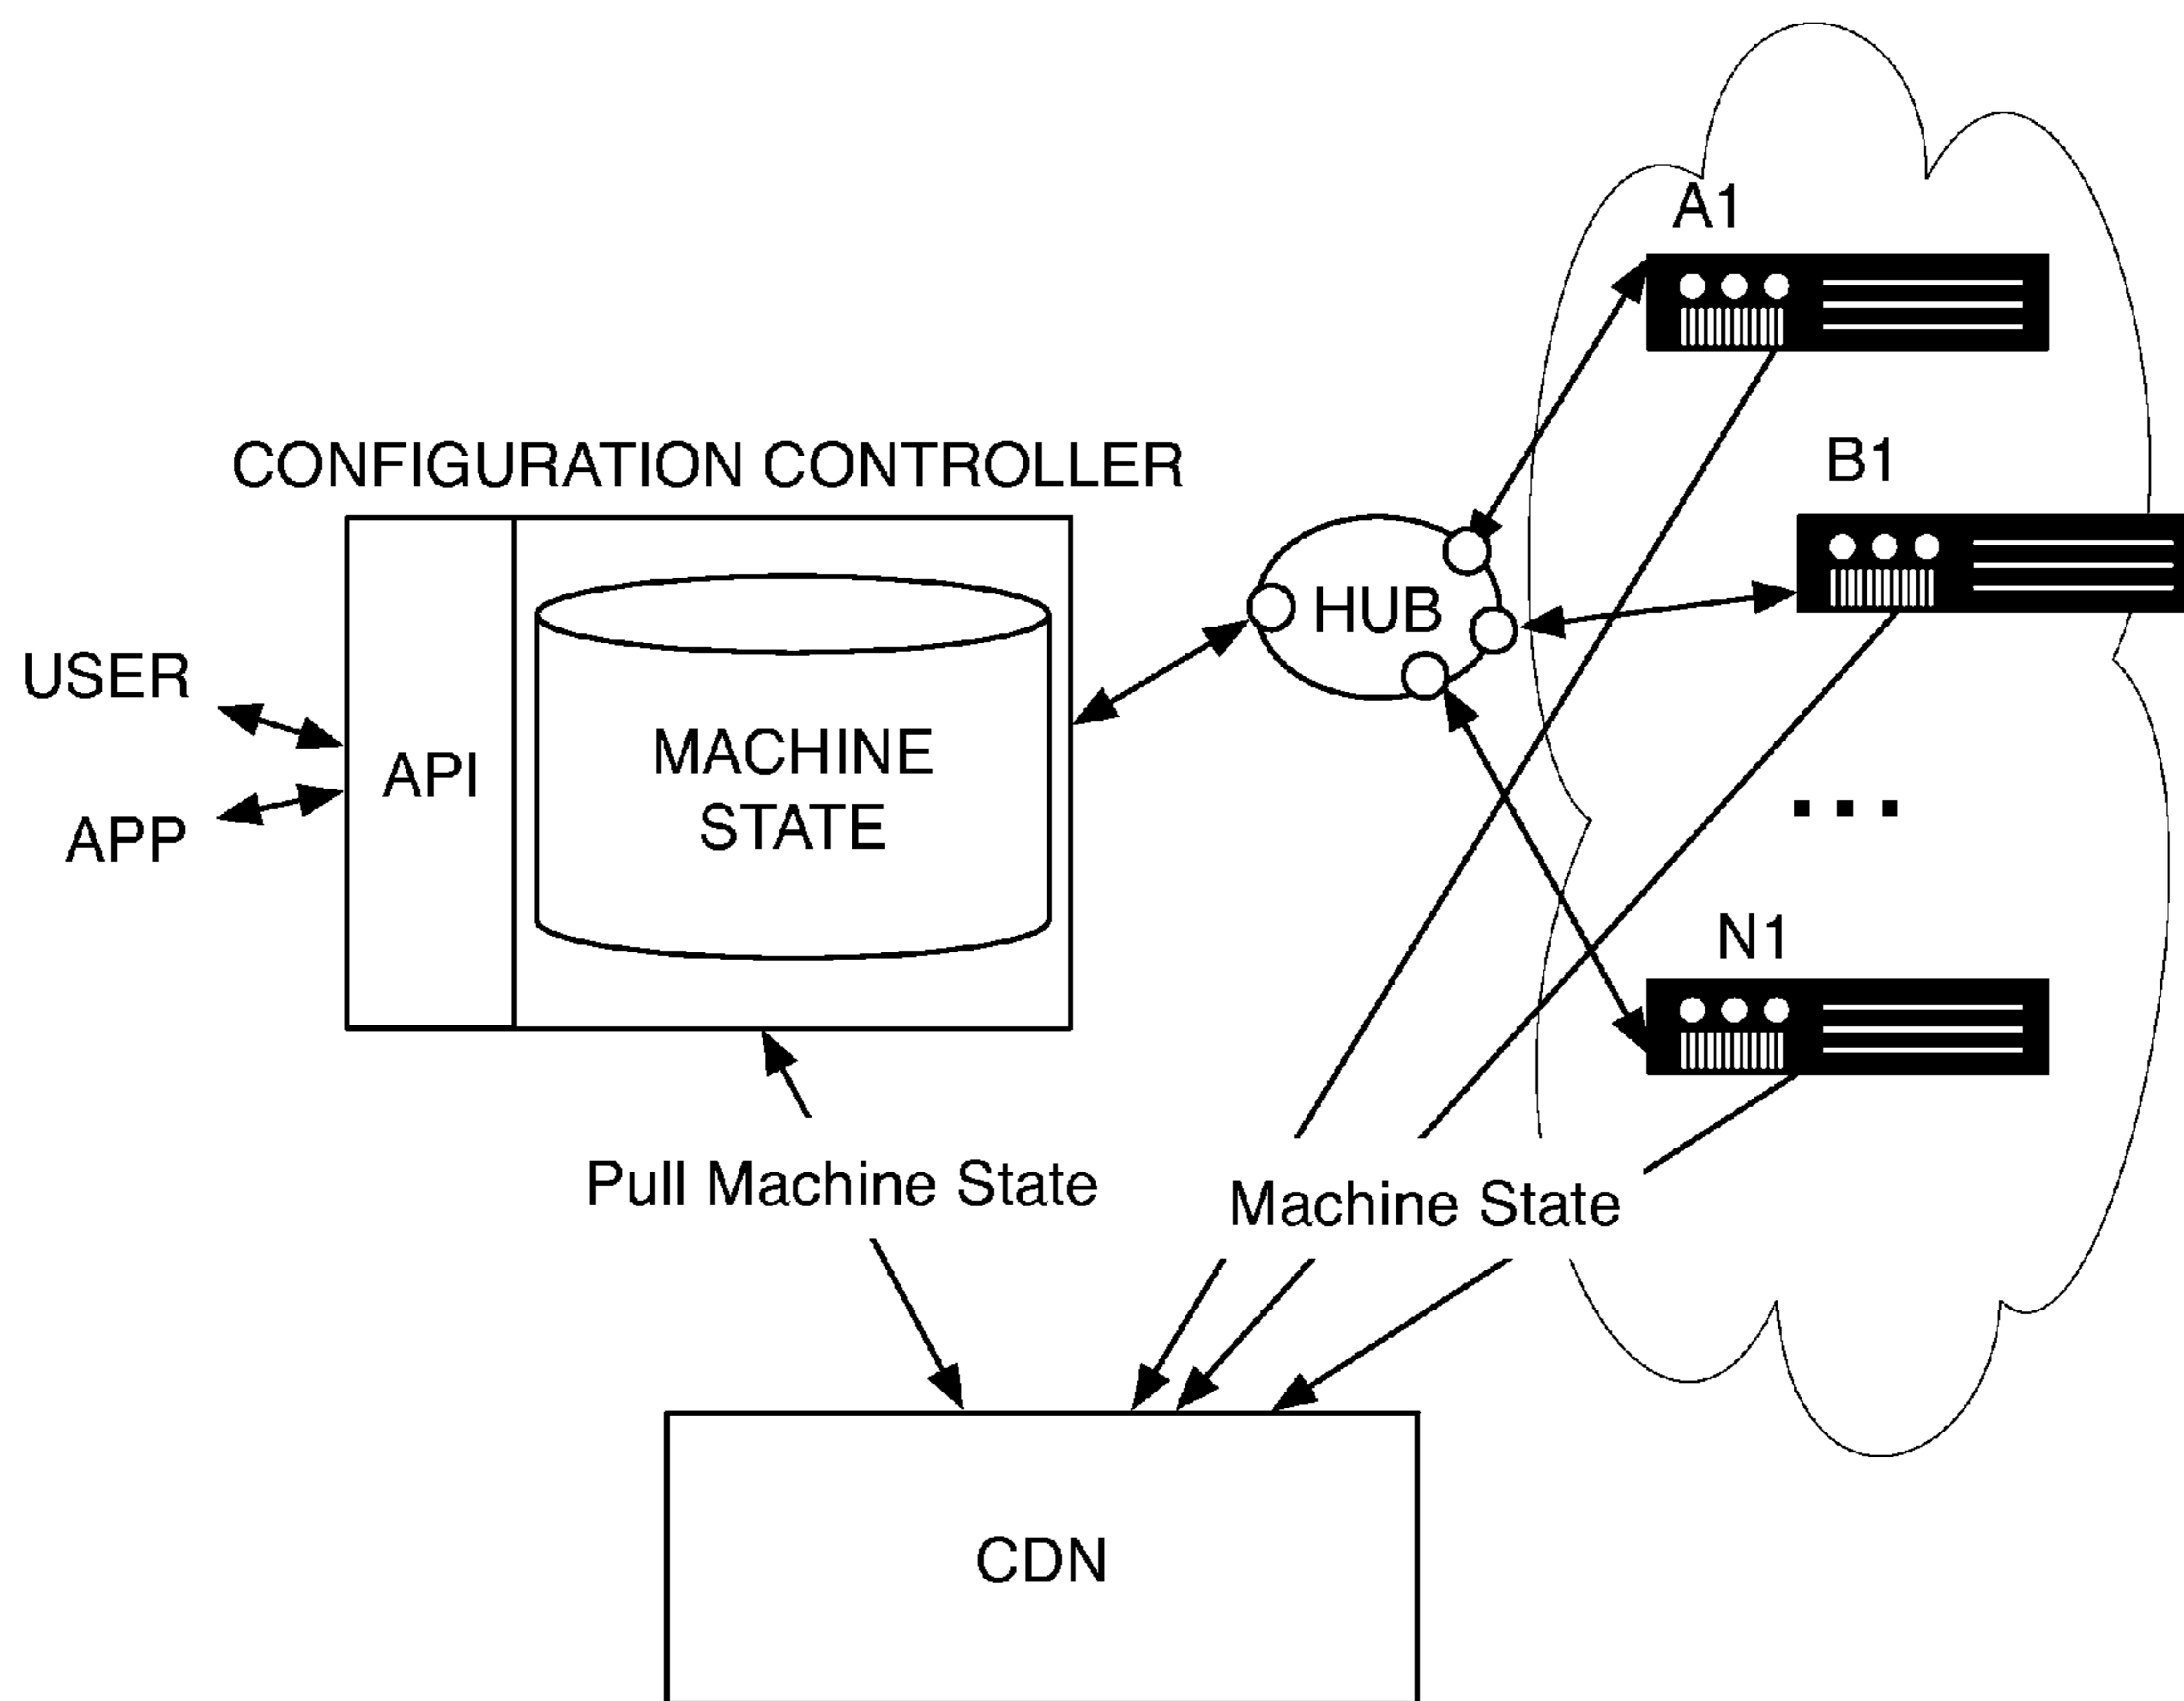 A1
B1
CONFIGURATION CONTROLLER
HUB
USER
API
MACHINE
STATE
APP
N1
Pull Machine State
Machine State
CDN